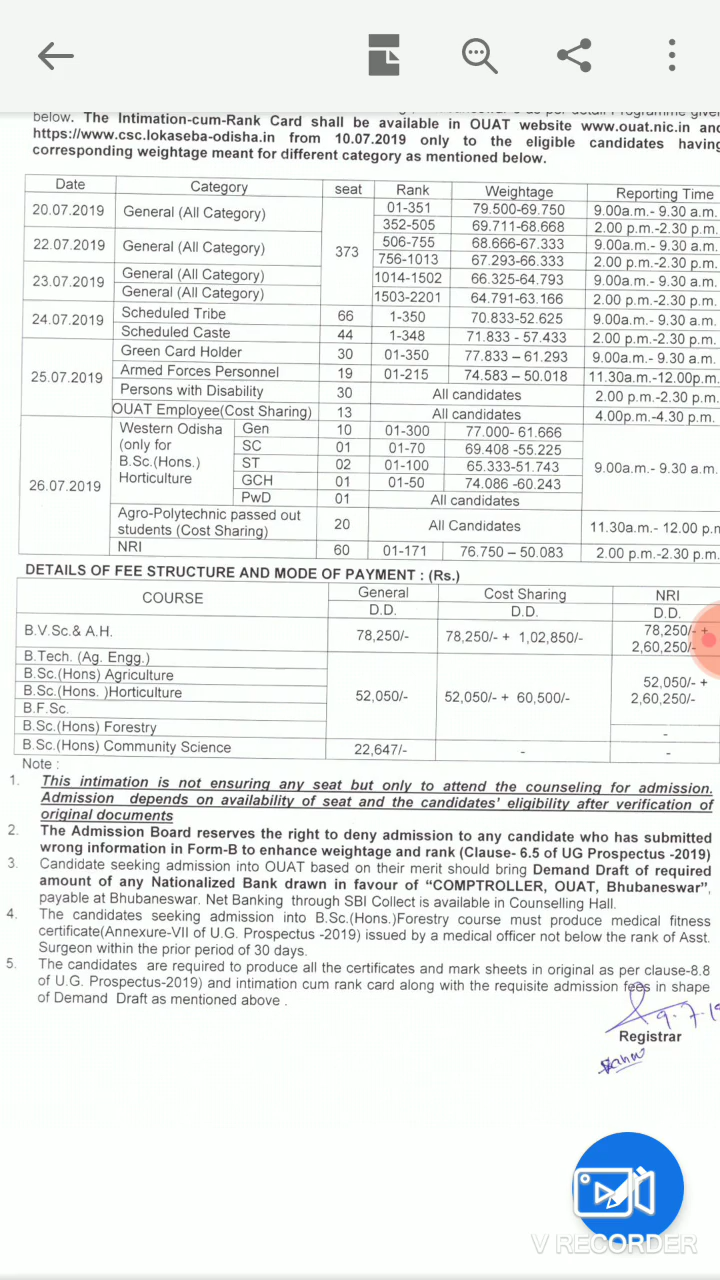 below. The Intimation-cum-Rank Card shall be available in OUAT website www.ouat.nic.in and
https://www.csc.lokaseba-odisha.in from 10.07.2019 only to the eligible candidates having
corresponding weightage meant for different category as mentioned below.
Date Category seat Rank Weightage Reporting Time
20.07.2019 General (All Category) 373 01-351 79.500-69.750 9.00a.m.- 9.30 a.m.
352-505 69.711-68.668 2.00 p.m.-2.30 p.m.
22.07.2019 General (All Category) 506-755 68.666-67.333 9.00a.m.- 9.30 a.m.
756-1013 67.293-66.333 2.00 p.m.-2.30 p.m.
23.07.2019 General (All Category) 1014-1502 66.325-64.793 9.00a.m.- 9.30 a.m.
General (All Category) 1503-2201 64.791-63.166 2.00 p.m.-2.30 p.m.
24.07.2019 Scheduled Tribe 66 1-350 70.833-52.625 9.00a.m.- 9.30 a.m.
Scheduled Caste 44 1-348 71.833 - 57.433 2.00 p.m.-2.30 p.m.
25.07.2019 Green Card Holder 30 01-350 77.833 – 61.293 9.00a.m.- 9.30 a.m.
Armed Forces Personnel 19 01-215 74.583 – 50.018 11.30a.m.-12.00p.m.
Persons with Disability 30 All candidates 2.00 p.m.-2.30 p.m.
OUAT Employee(Cost Sharing) 13 All candidates 4.00p.m.-4.30 p.m.
26.07.2019 Western Odisha (only for B.Sc.(Hons.) Horticulture Gen 10 01-300 77.000- 61.666 9.00a.m.- 9.30 a.m.
SC 01 01-70 69.408 -55.225
ST 02 01-100 65.333-51.743
GCH 01 01-50 74.086 -60.243
PwD 01 All candidates
Agro-Polytechnic passed out
students (Cost Sharing) 20 All Candidates 11.30a.m.- 12.00 p.n
NRI 60 01-171 76.750 – 50.083 2.00 p.m.-2.30 p.m.
DETAILS OF FEE STRUCTURE AND MODE OF PAYMENT : (Rs.)
COURSE General Cost Sharing NRI
D.D. D.D. D.D.
B.V.Sc.& A.H. 78,250/- 78,250/- + 1,02,850/- 78,250/- +
2,60,250/-
B.Tech. (Ag. Engg.)
B.Sc.(Hons) Agriculture
B.Sc.(Hons. )Horticulture 52,050/- 52,050/- + 60,500/- 52,050/- +
2,60,250/-
B.F.Sc.
B.Sc.(Hons) Forestry -
B.Sc.(Hons) Community Science 22,647/- - -
Note :
1. This intimation is not ensuring any seat but only to attend the counseling for admission.
Admission depends on availability of seat and the candidates' eligibility after verification of
original documents
2. The Admission Board reserves the right to deny admission to any candidate who has submitted
wrong information in Form-B to enhance weightage and rank (Clause- 6.5 of UG Prospectus -2019)
3. Candidate seeking admission into OUAT based on their merit should bring Demand Draft of required
amount of any Nationalized Bank drawn in favour of “COMPTROLLER, OUAT, Bhubaneswar”,
payable at Bhubaneswar. Net Banking through SBI Collect is available in Counselling Hall.
4. The candidates seeking admission into B.Sc.(Hons.)Forestry course must produce medical fitness
certificate(Annexure-VII of U.G. Prospectus -2019) issued by a medical officer not below the rank of Asst.
Surgeon within the prior period of 30 days.
5. The candidates are required to produce all the certificates and mark sheets in original as per clause-8.8
of U.G. Prospectus-2019) and intimation cum rank card along with the requisite admission fees in shape
of Demand Draft as mentioned above .
9.7.19
Registrar
V RECORDER